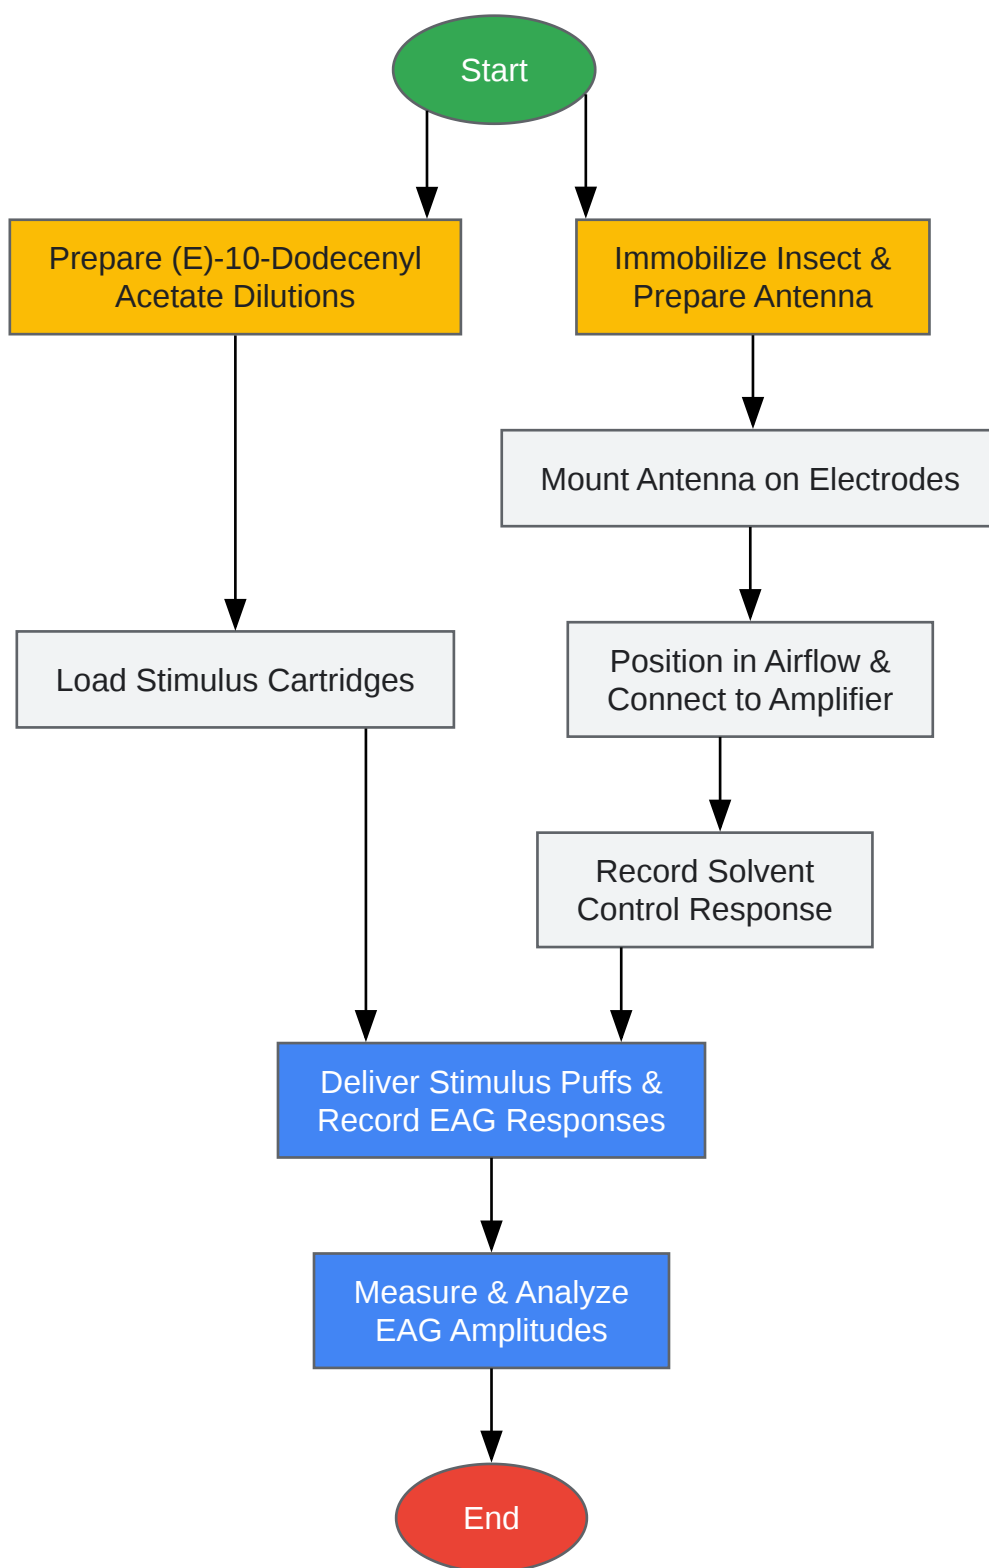 Start
Prepare (E)-10-Dodecenyl
Acetate Dilutions
Immobilize Insect &
Prepare Antenna
Mount Antenna on Electrodes
Load Stimulus Cartridges
Position in Airflow &
Connect to Amplifier
Record Solvent
Control Response
Deliver Stimulus Puffs &
Record EAG Responses
Measure & Analyze
EAG Amplitudes
End